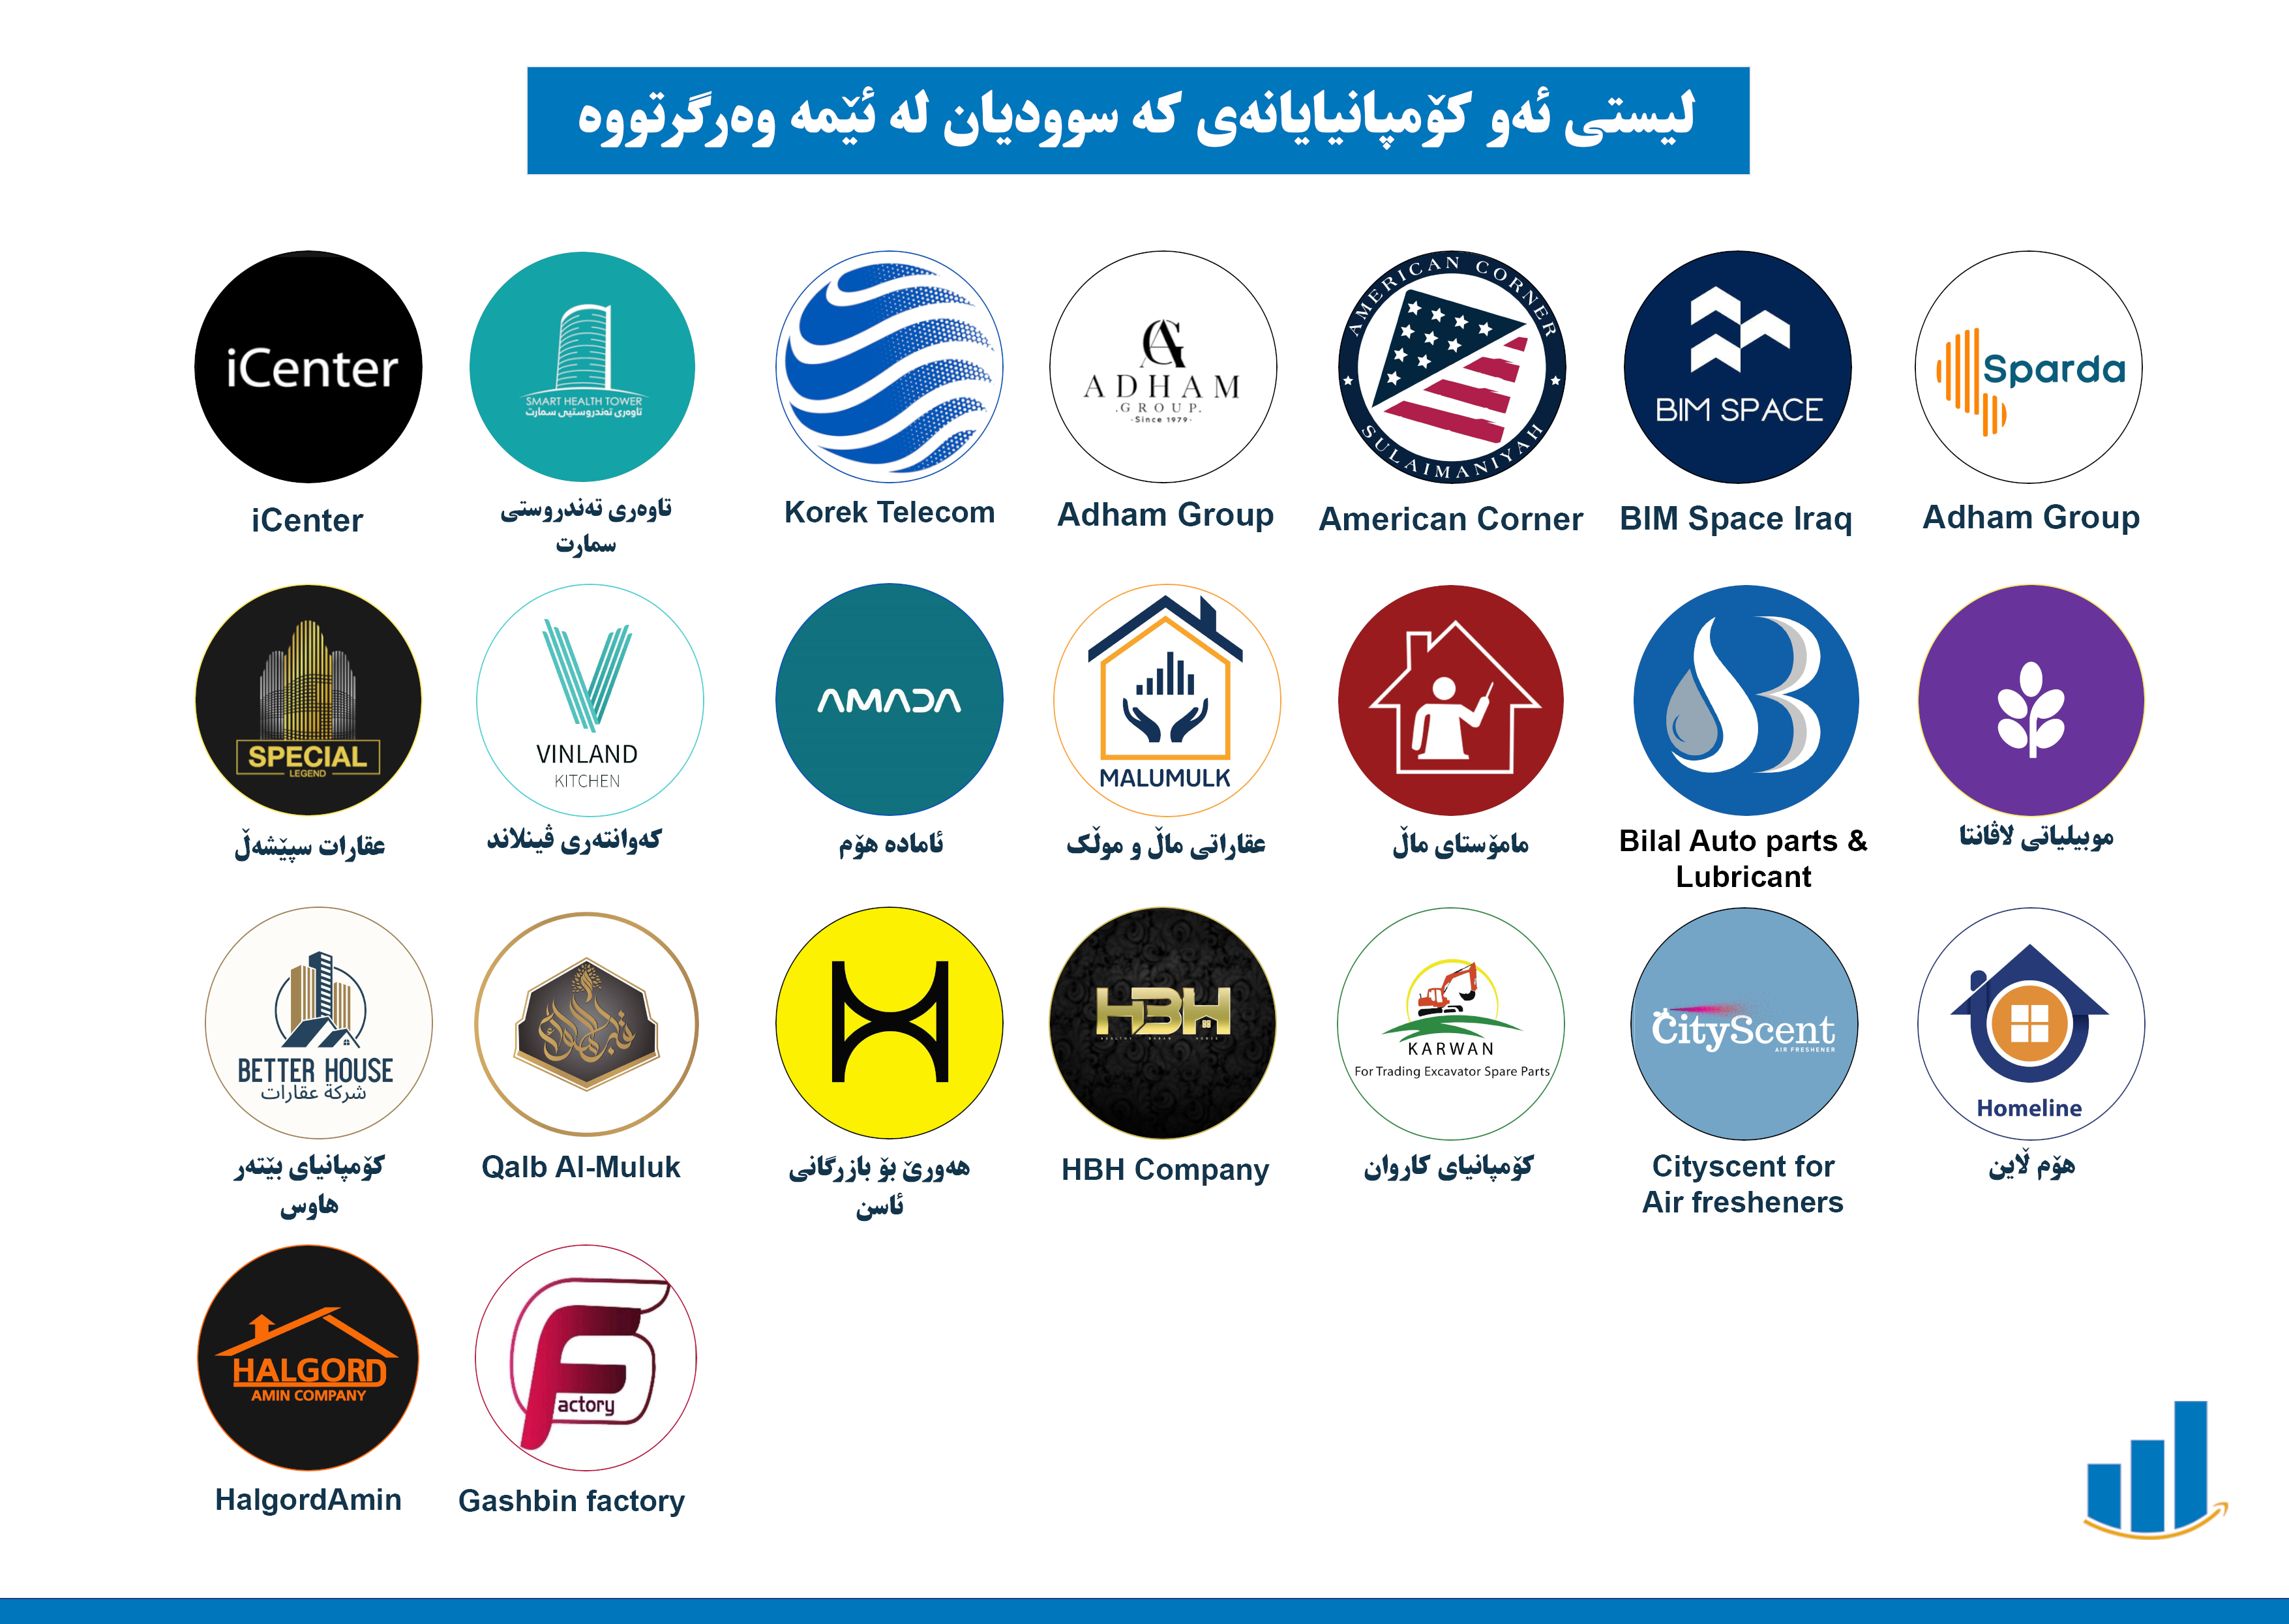 لیستی ئەو کۆمپانیایانەی کە سوودیان لە ئێمە وەرگرتووە
iCenter
SMART HEALTH TOWER
تاوەری تەندروستیی سمارت
ADHAM
.GROUP.
-Since 1979-
AMERICAN CORNER
SULAIMANIYAH
BIM SPACE
Sparda
iCenter
تاوەری تەندروستی
سمارت
Korek Telecom
Adham Group
American Corner
BIM Space Iraq
Adham Group
SPECIAL
LEGEND
VINLAND
KITCHEN
AMADA
MALUMULK
عقارات سپێشەڵ
کەوانتەری ڤینلاند
ئامادە هۆم
عقاراتی ماڵ و موڵک
مامۆستای ماڵ
Bilal Auto parts &
Lubricant
موبیلیاتی لاڤانتا
BETTER HOUSE
شركة عقارات
HBH
KARWAN
For Trading Excavator Spare Parts
CityScent
AIR FRESHENER
Homeline
کۆمپانیای بێتەر
هاوس
Qalb Al-Muluk
هەورێ بۆ بازرگانی
ئاسن
HBH Company
کۆمپانیای کاروان
Cityscent for
Air fresheners
هۆم ڵاین
HALGORD
AMIN COMPANY
Factory
HalgordAmin
Gashbin factory